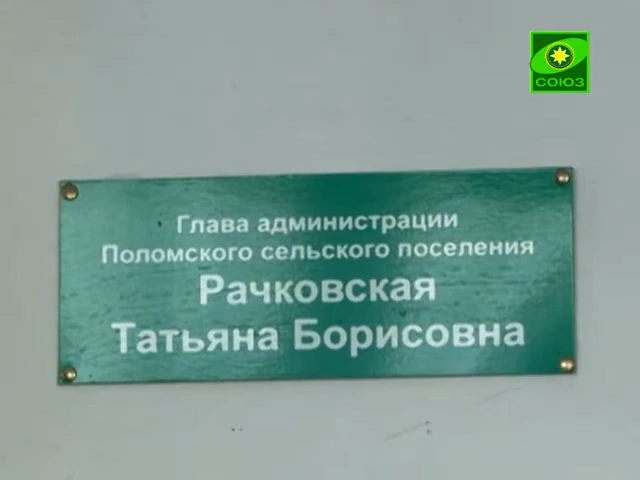 СОЮЗ
Глава администрации
Поломского сельского поселения
Рачковская
Татьяна Борисовна